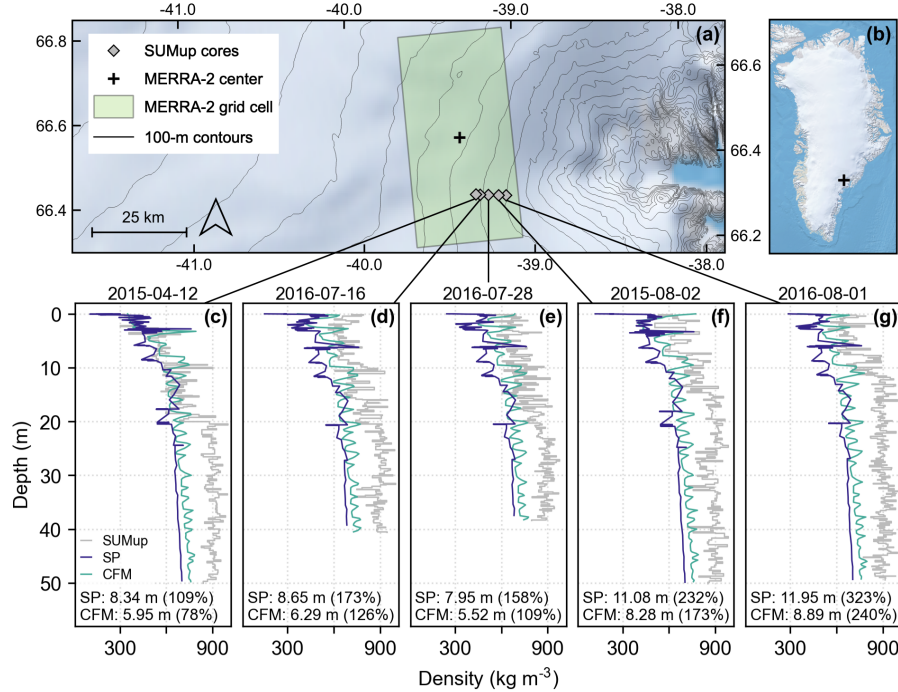 -41.0 -40.0 -39.0 -38.0
66.8
66.6
66.4
SUMup cores
MERRA-2 center
MERRA-2 grid cell
100-m contours
25 km
(a)
66.6
66.4
66.2
(b)
-41.0 -40.0 -39.0 -38.0
2015-04-12 2016-07-16 2016-07-28 2015-08-02 2016-08-01
(c) (d) (e) (f) (g)
0
10
20
30
40
50
Depth (m)
SUMup
SP
CFM
SP: 8.34 m (109%)
CFM: 5.95 m (78%)
SP: 8.65 m (173%)
CFM: 6.29 m (126%)
SP: 7.95 m (158%)
CFM: 5.52 m (109%)
SP: 11.08 m (232%)
CFM: 8.28 m (173%)
SP: 11.95 m (323%)
CFM: 8.89 m (240%)
300 900 300 900 300 900 300 900 300 900
Density (kg m⁻³)